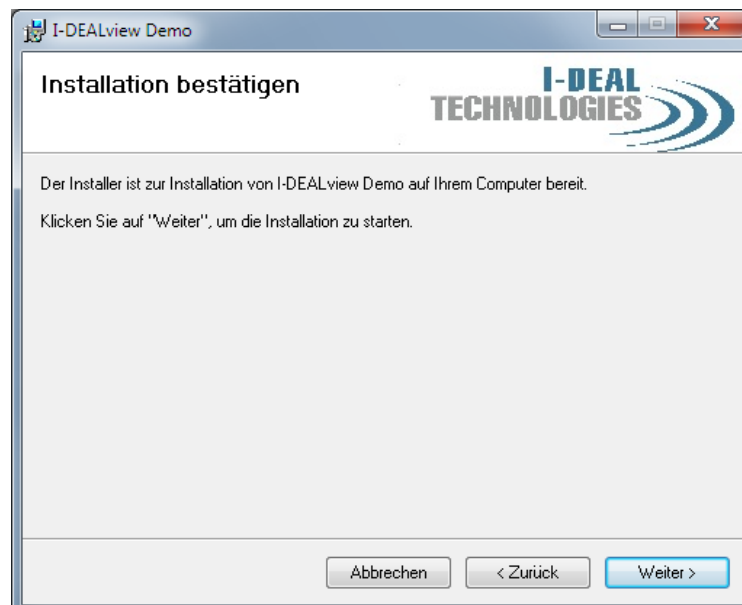 I-DEALview Demo
Installation bestätigen
I-DEAL
TECHNOLOGIES
Der Installer ist zur Installation von I-DEALview Demo auf Ihrem Computer bereit.
Klicken Sie auf "Weiter", um die Installation zu starten.
Abbrechen
< Zurück
Weiter >